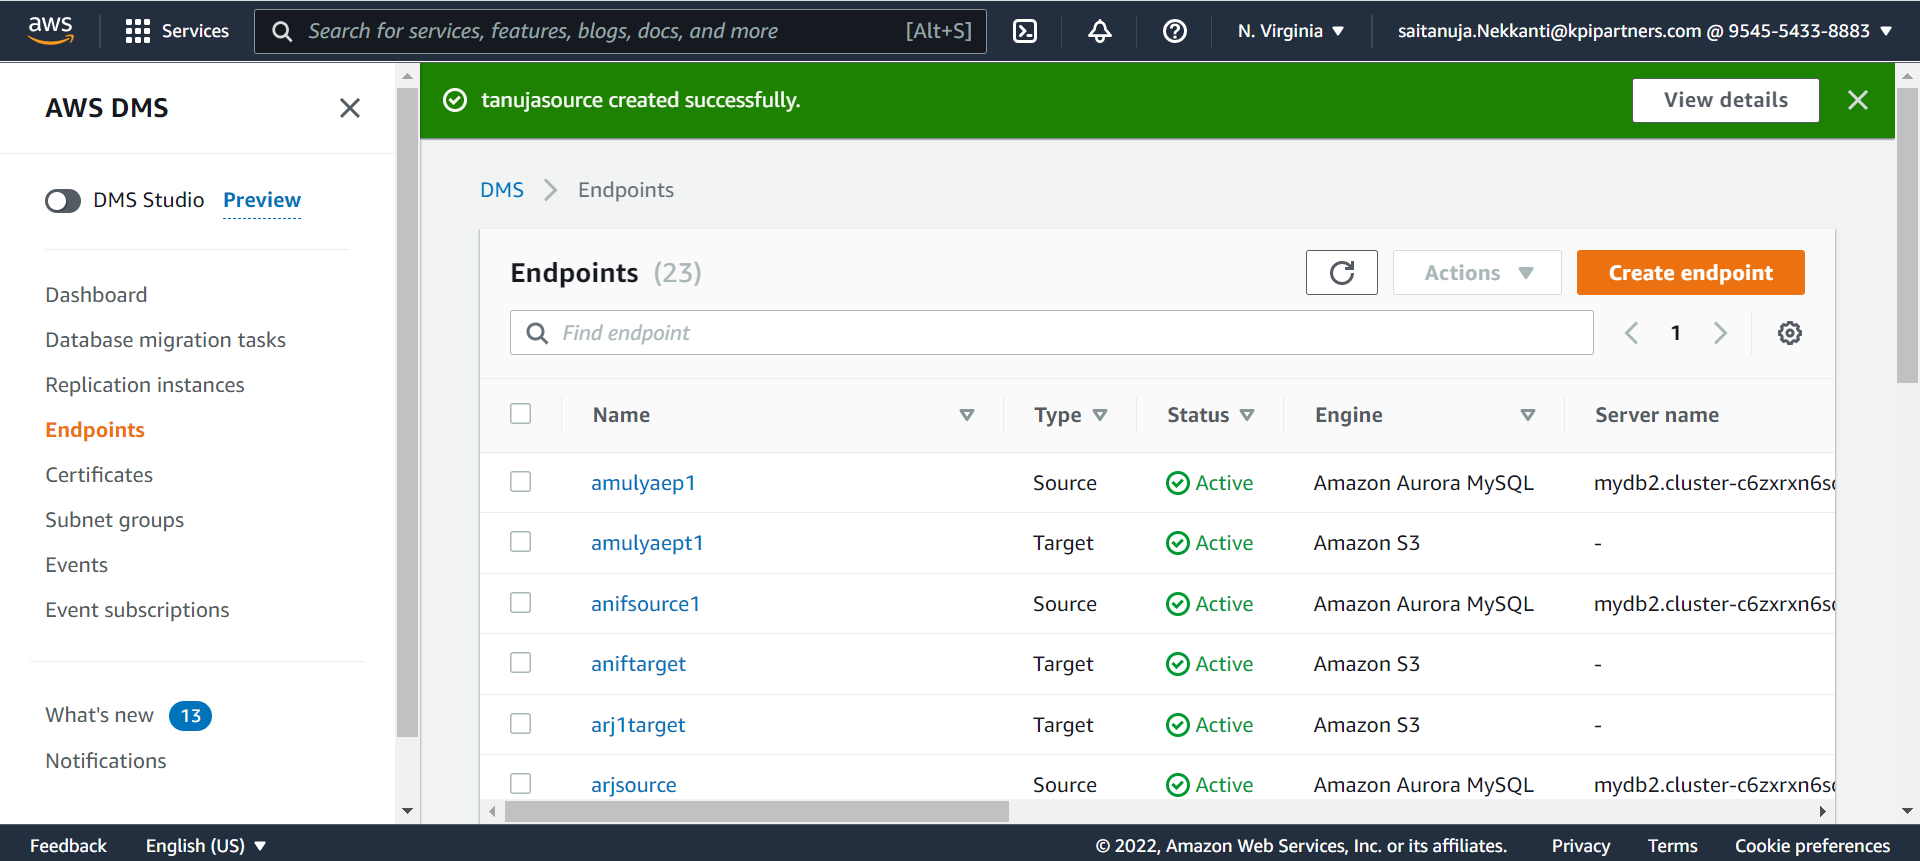 aws Services Search for services, features, blogs, docs, and more [Alt+S] N. Virginia ▼ saitanuja.Nekkanti@kpipartners.com @ 9545-5433-8883 ▼
AWS DMS
DMS Studio Preview
Dashboard
Database migration tasks
Replication instances
Endpoints
Certificates
Subnet groups
Events
Event subscriptions
What's new 13
Notifications
tanujasource created successfully. View details
DMS > Endpoints
Endpoints (23) Actions ▼ Create endpoint
Find endpoint 1
Name Type Status Engine Server name
amulyaep1 Source Active Amazon Aurora MySQL
amulyaept1 Target Active Amazon S3 -
anifsource1 Source Active Amazon Aurora MySQL
aniftarget Target Active Amazon S3 -
arj1target Target Active Amazon S3 -
arjsource Source Active Amazon Aurora MySQL
Feedback English (US) ▼ © 2022, Amazon Web Services, Inc. or its affiliates. Privacy Terms Cookie preferences